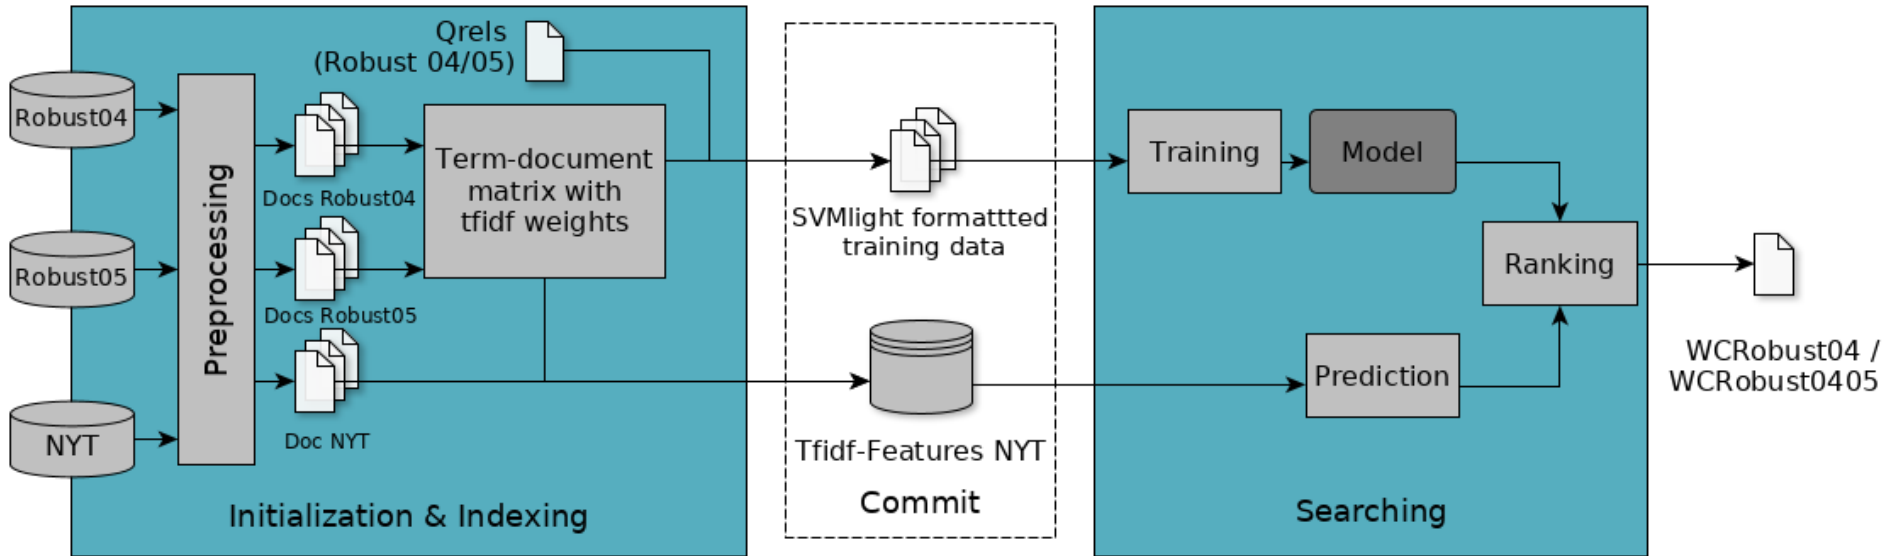 Qrels
(Robust 04/05)
Robust04
Robust05
NYT
Preprocessing
Docs Robust04
Docs Robust05
Doc NYT
Term-document
matrix with
tfidf weights
Initialization & Indexing
SVMlight formattted
training data
Tfidf-Features NYT
Commit
Training
Model
Ranking
Prediction
Searching
WCRobust04 /
WCRobust0405